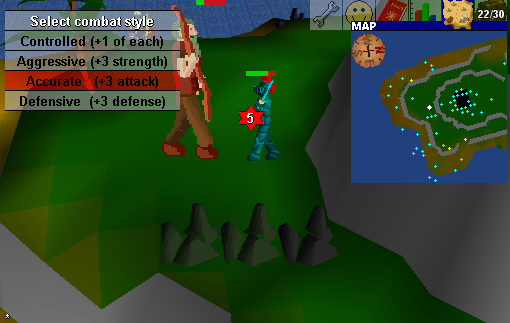 Select combat style
Controlled (+1 of each)
Aggressive (+3 strength)
Accurate (+3 attack)
Defensive (+3 defense)
22/30
MAP
5
*